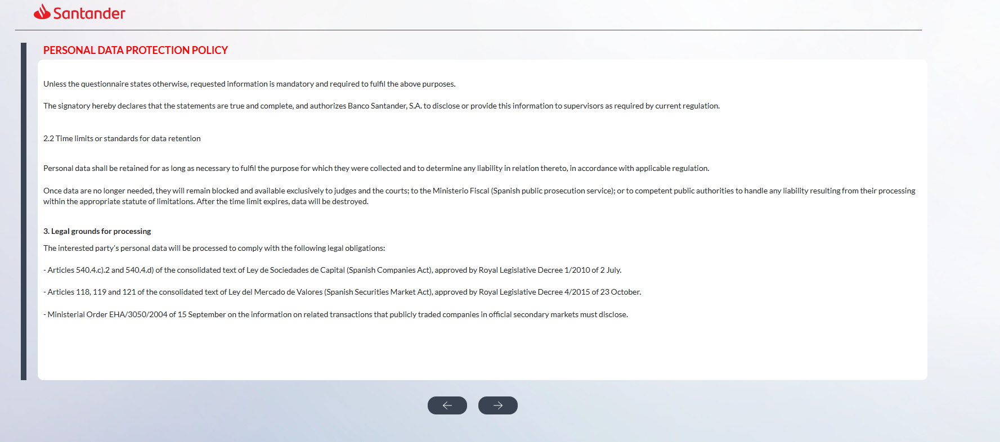 Santander
PERSONAL DATA PROTECTION POLICY
Unless the questionnaire states otherwise, requested information is mandatory and required to fulfil the above purposes.
The signatory hereby declares that the statements are true and complete, and authorizes Banco Santander, S.A. to disclose or provide this information to supervisors as required by current regulation.
2.2 Time limits or standards for data retention
Personal data shall be retained for as long as necessary to fulfil the purpose for which they were collected and to determine any liability in relation thereto, in accordance with applicable regulation.
Once data are no longer needed, they will remain blocked and available exclusively to judges and the courts; to the Ministerio Fiscal (Spanish public prosecution service); or to competent public authorities to handle any liability resulting from their processing
within the appropriate statute of limitations. After the time limit expires, data will be destroyed.
3. Legal grounds for processing
The interested party's personal data will be processed to comply with the following legal obligations:
- Articles 540.4.c).2 and 540.4.d) of the consolidated text of Ley de Sociedades de Capital (Spanish Companies Act), approved by Royal Legislative Decree 1/2010 of 2 July.
- Articles 118, 119 and 121 of the consolidated text of Ley del Mercado de Valores (Spanish Securities Market Act), approved by Royal Legislative Decree 4/2015 of 23 October.
- Ministerial Order EHA/3050/2004 of 15 September on the information on related transactions that publicly traded companies in official secondary markets must disclose.